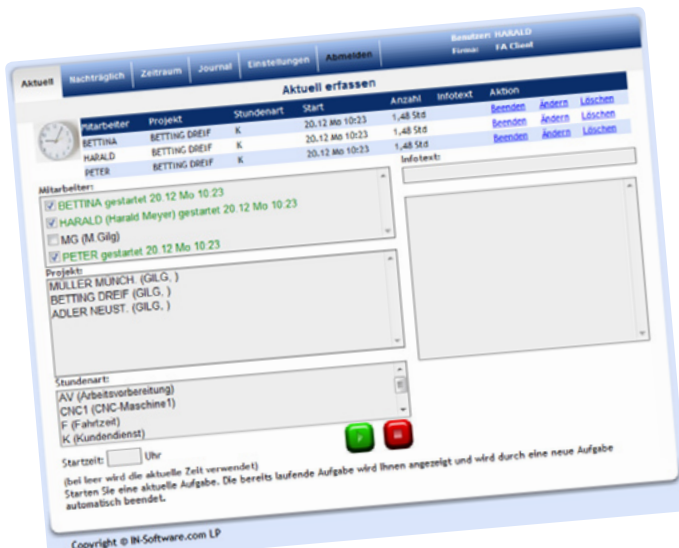 Benutzer: HARALD
Firma: FA Client
Aktuell Nachträglich Zeitraum Journal Einstellungen Abmelden
Aktuell erfassen
Mitarbeiter Projekt Stundenart Start Anzahl Infotext Aktion
BETTINA BETTING DREIF K 20.12 Mo 10:23 1,48 Std Beenden Ändern Löschen
HARALD BETTING DREIF K 20.12 Mo 10:23 1,48 Std Beenden Ändern Löschen
PETER BETTING DREIF K 20.12 Mo 10:23 1,48 Std Beenden Ändern Löschen
Mitarbeiter:
Infotext:
BETTINA gestartet 20.12 Mo 10:23
HARALD (Harald Meyer) gestartet 20.12 Mo 10:23
MG (M.Gilg)
PETER gestartet 20.12 Mo 10:23
Projekt:
MÜLLER MÜNCH. (GILG, )
BETTING DREIF (GILG, )
ADLER NEUST. (GILG, )
Stundenart:
AV (Arbeitsvorbereitung)
CNC1 (CNC-Maschine1)
F (Fahrtzeit)
K (Kundendienst)
Startzeit: Uhr
(bei leer wird die aktuelle Zeit verwendet)
Starten Sie eine aktuelle Aufgabe. Die bereits laufende Aufgabe wird Ihnen angezeigt und wird durch eine neue Aufgabe
automatisch beendet.
Copyright © IN-Software.com LP